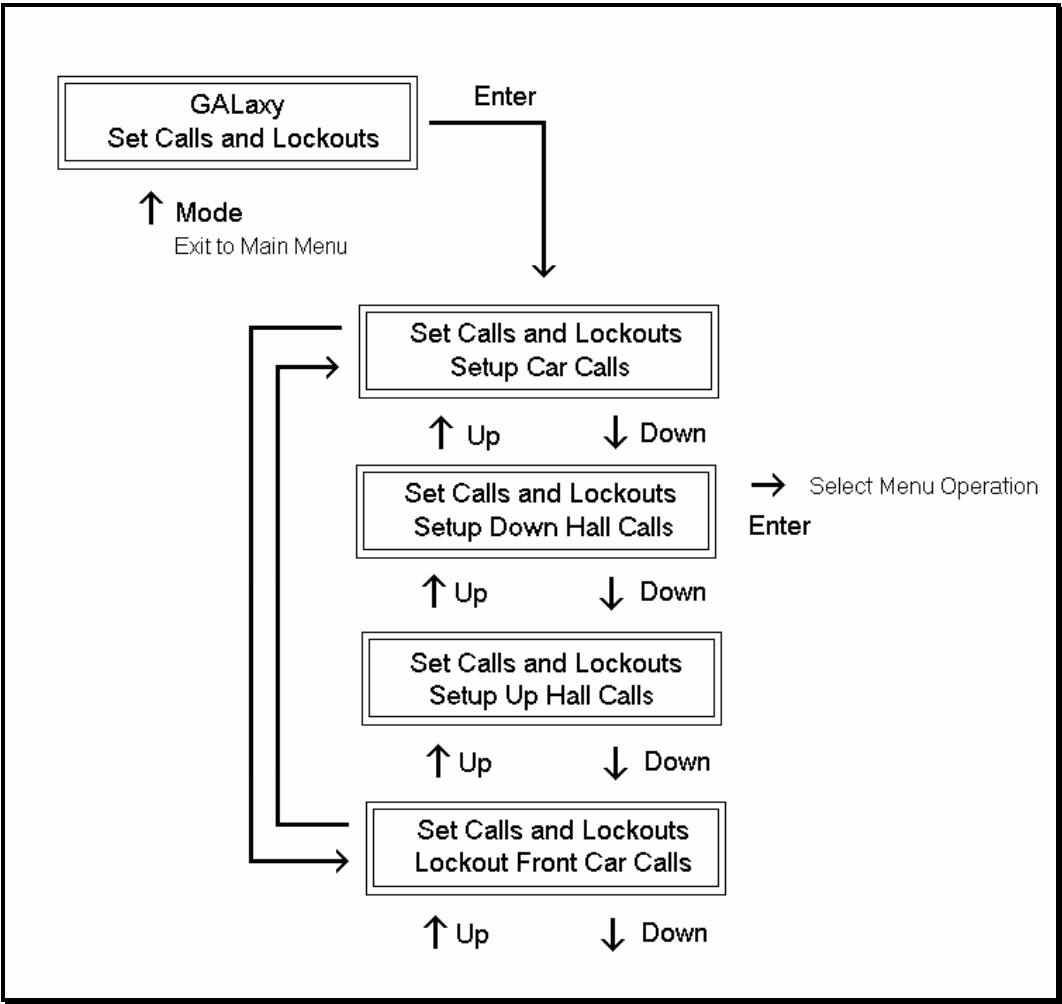 GALaxy
Set Calls and Lockouts
Enter
↑ Mode
Exit to Main Menu
Set Calls and Lockouts
Setup Car Calls
↑ Up ↓ Down
Set Calls and Lockouts
Setup Down Hall Calls
→ Select Menu Operation
Enter
↑ Up ↓ Down
Set Calls and Lockouts
Setup Up Hall Calls
↑ Up ↓ Down
Set Calls and Lockouts
Lockout Front Car Calls
↑ Up ↓ Down